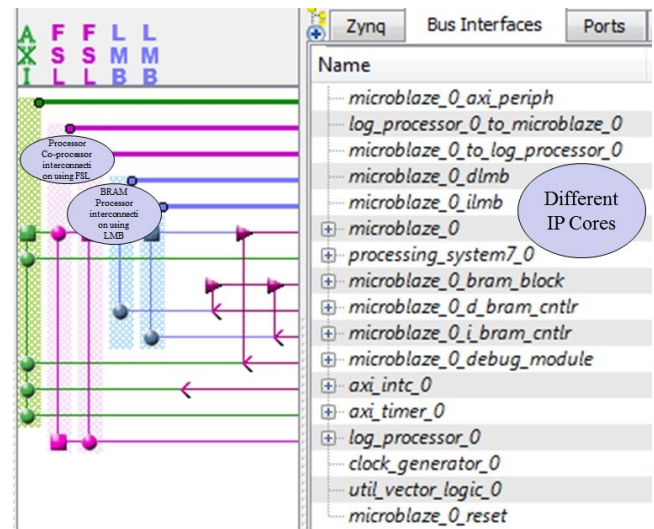 A F F L L
X S S M M
I L L B B
Zynq Bus Interfaces Ports
Name
microblaze_0_axi_periph
log_processor_0_to_microblaze_0
microblaze_0_to_log_processor_0
microblaze_0_dlmb
microblaze_0_ilmb
microblaze_0
processing_system7_0
microblaze_0_bram_block
microblaze_0_d_bram_cntlr
microblaze_0_i_bram_cntlr
microblaze_0_debug_module
axi_intc_0
axi_timer_0
log_processor_0
clock_generator_0
util_vector_logic_0
microblaze_0_reset
Processor
Co-processor
interconnecti
on using FSL
BRAM
Processor
interconnecti
on using
LMB
Different
IP Cores